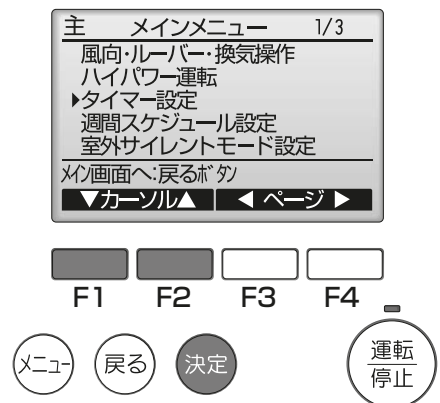 主 メインメニュー 1/3
風向･ルーバー･換気操作
ハイパワー運転
▶タイマー設定
週間スケジュール設定
室外サイレントモード設定
ﾒｲﾝ画面へ:戻るﾎﾞﾀﾝ
▼カーソル▲ ◀ ページ ▶
F1 F2 F3 F4
メニュー 戻る 決定 運転
停止